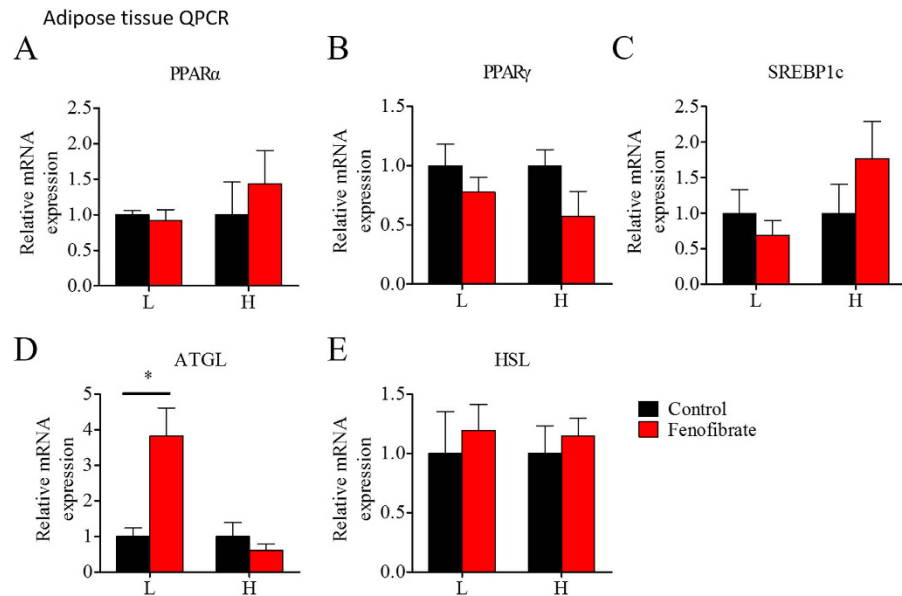 Adipose tissue QPCR
A
PPARα
Relative mRNA
expression
2.5
2.0
1.5
1.0
0.5
0.0
L H
B
PPARγ
Relative mRNA
expression
1.5
1.0
0.5
0.0
L H
C
SREBP1c
Relative mRNA
expression
2.5
2.0
1.5
1.0
0.5
0.0
L H
D
ATGL
*
Relative mRNA
expression
5
4
2
1
0
L H
E
HSL
Relative mRNA
expression
1.5
1.0
0.5
0.0
L H
Control
Fenofibrate